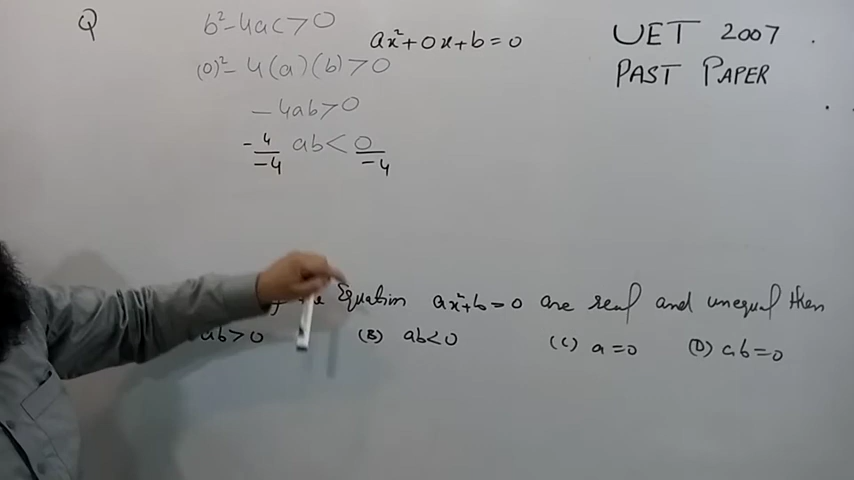 Q
b²-4ac>0
ax²+0x+b=0
UET 2007
(0)²-4(a)(b)>0
PAST PAPER
-4ab>0
-4/-4 ab<0/-4
Equation ax²+b=0 are real and unequal then
ab>0 (B) ab<0 (C) a=0 (D) ab=0